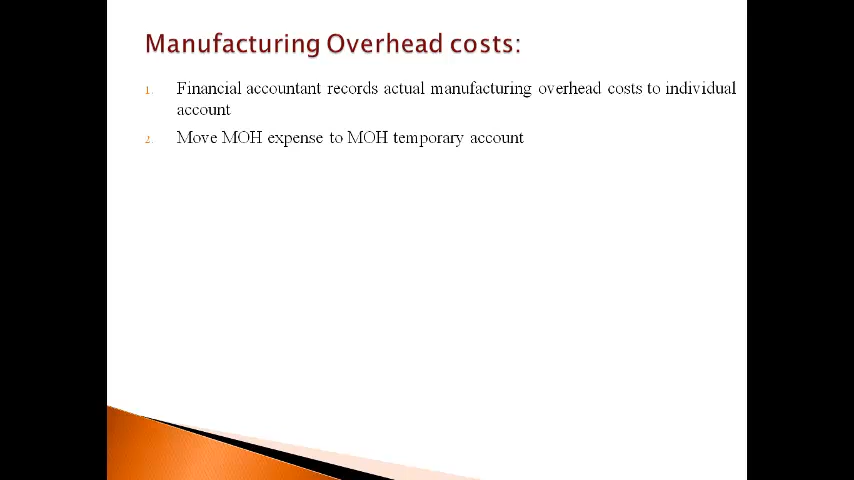 Manufacturing Overhead costs:
1. Financial accountant records actual manufacturing overhead costs to individual
account
2. Move MOH expense to MOH temporary account